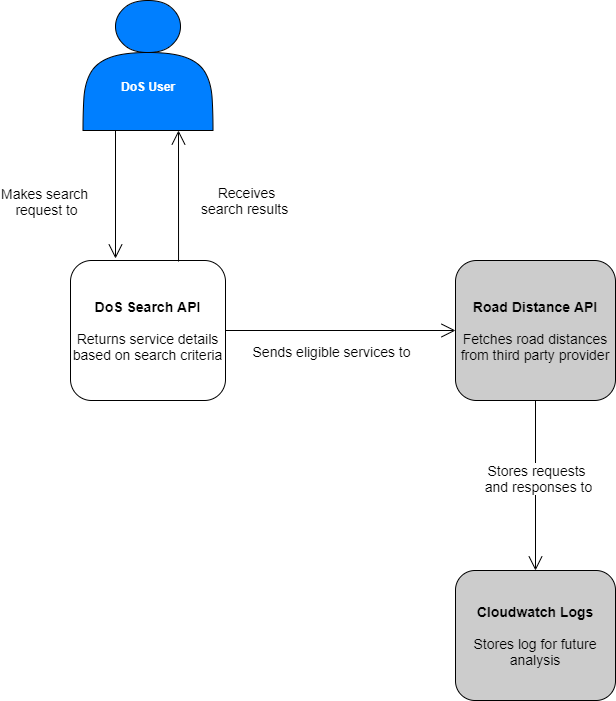 DoS User
Makes search
request to
Receives
search results
DoS Search API
Returns service details
based on search criteria
Sends eligible services to
Road Distance API
Fetches road distances
from third party provider
Stores requests
and responses to
Cloudwatch Logs
Stores log for future
analysis